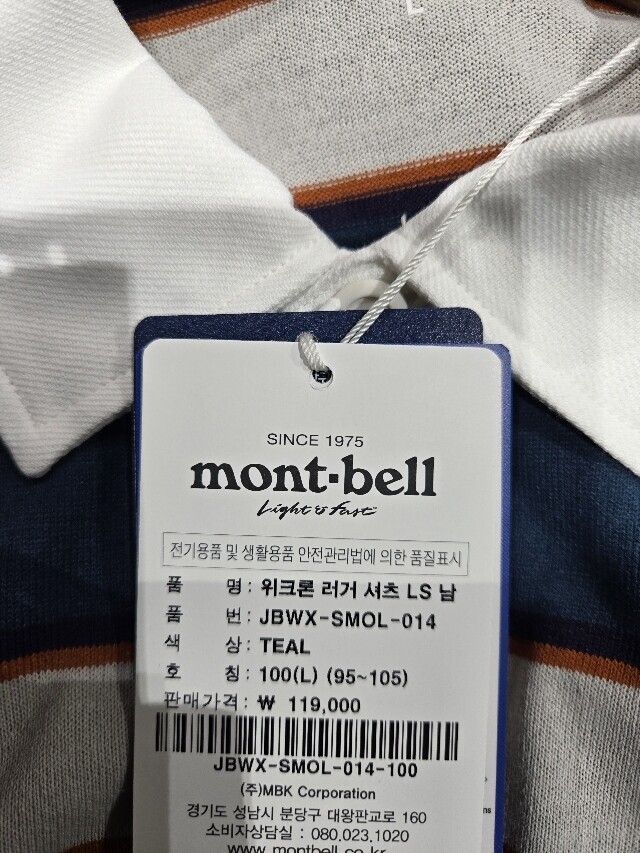 L
SINCE 1975
mont-bell
Light & Fast
전기용품 및 생활용품 안전관리법에 의한 품질표시
품 명 : 위크론 러거 셔츠 LS 남
품 번 : JBWX-SMOL-014
색 상 : TEAL
호 칭 : 100(L) (95~105)
판매가격 : ₩ 119,000
JBWX-SMOL-014-100
(주)MBK Corporation
경기도 성남시 분당구 대왕판교로 160
소비자상담실 : 080.023.1020
www.montbell.co.kr